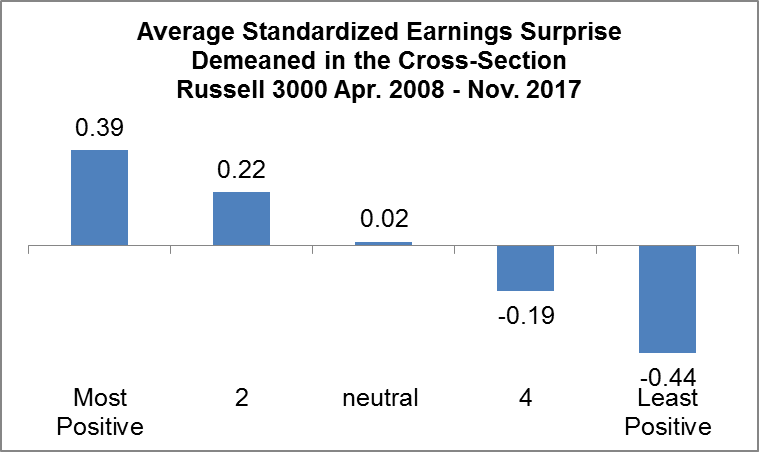 Average Standardized Earnings Surprise
Demeaned in the Cross-Section
Russell 3000 Apr. 2008 - Nov. 2017
0.39
0.22
0.02
-0.19
-0.44
Most
Positive
2
neutral
4
Least
Positive